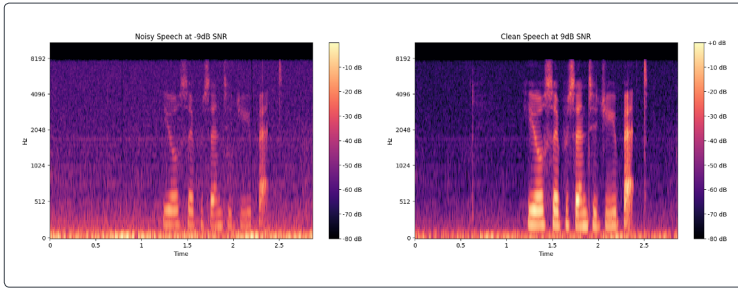 Noisy Speech at -9dB SNR
8192
4096
2048
1024
512
0
Hz
0 0.5 1 1.5 2 2.5
Time
-10 dB
-20 dB
-30 dB
-40 dB
-50 dB
-60 dB
-70 dB
-80 dB
Clean Speech at 9dB SNR
8192
4096
2048
1024
512
0
Hz
0 0.5 1 1.5 2 2.5
Time
+0 dB
-10 dB
-20 dB
-30 dB
-40 dB
-50 dB
-60 dB
-70 dB
-80 dB